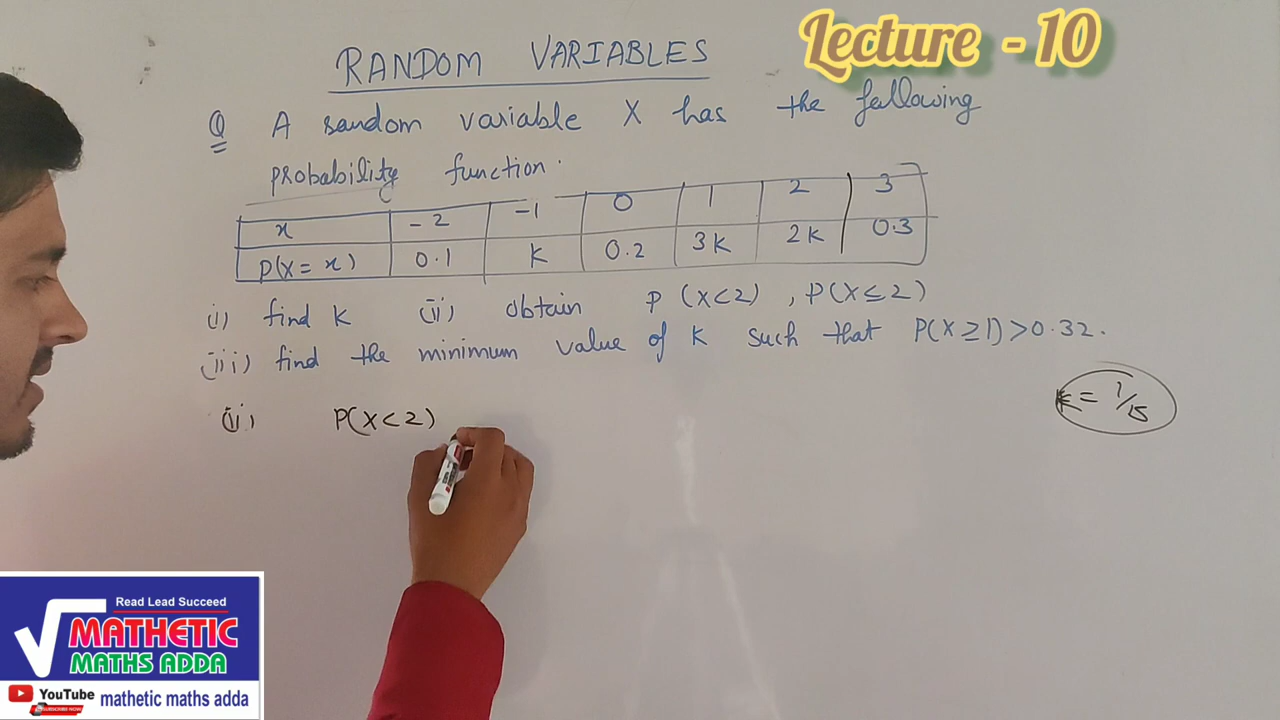 Lecture - 10
RANDOM VARIABLES
Q A random variable X has the following
probability function.
x -2 -1 0 1 2 3
P(X = x) 0.1 k 0.2 3K 2K 0.3
(i) find K (ii) obtain P (X<2) , P(X≤2)
(iii) find the minimum value of K such that P(X≥1)>0.32.
K = 1/15
(ii) P(X<2)
Read Lead Succeed
MATHETIC
MATHS ADDA
YouTube mathetic maths adda